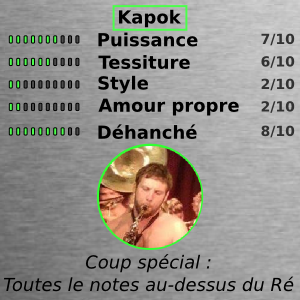 Kapok
Puissance 7/10
Tessiture 6/10
Style 2/10
Amour propre 2/10
Déhanché 8/10
Coup spécial :
Toutes le notes au-dessus du Ré